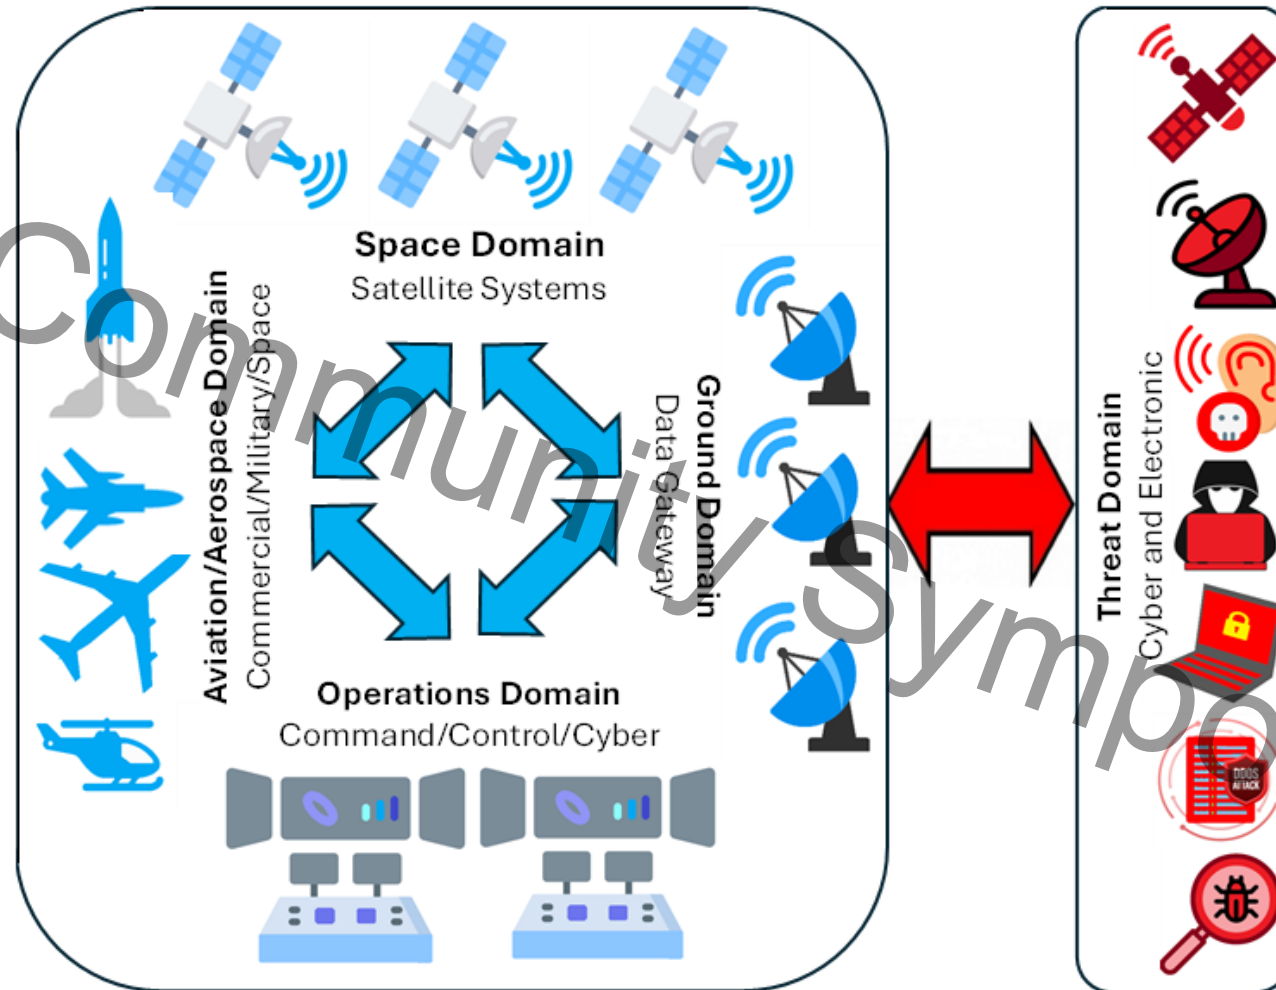 Space Domain
Satellite Systems
Aviation/Aerospace Domain
Commercial/Military/Space
Ground Domain
Data Gateway
Operations Domain
Command/Control/Cyber
Threat Domain
Cyber and Electronic
DDOS
ATTACK
Community Sympo